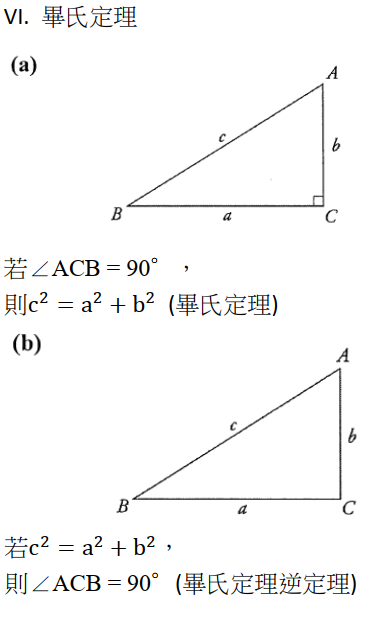 VI. 畢氏定理
(a)
A
c
b
B
a
C
若∠ACB = 90°,
則c² = a² + b² (畢氏定理)
(b)
A
c
b
B
a
C
若c² = a² + b²,
則∠ACB = 90° (畢氏定理逆定理)